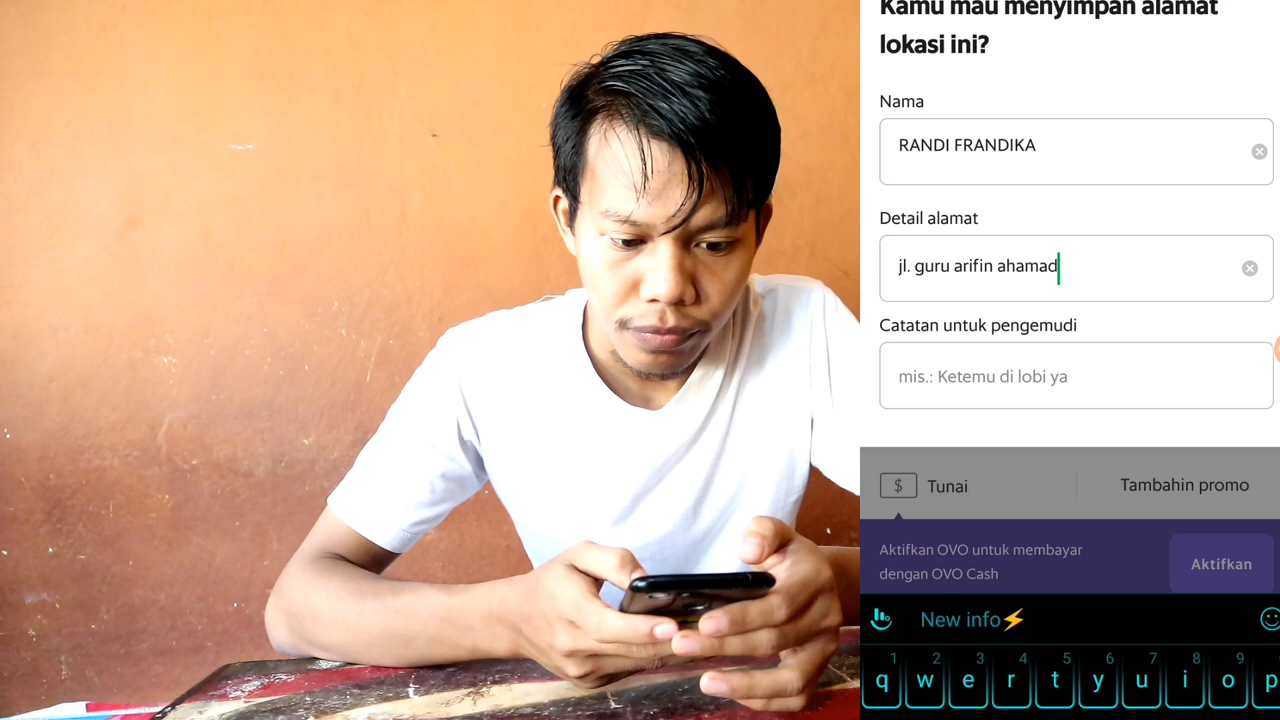 Kamu mau menyimpan alamat
lokasi ini?
Nama
RANDI FRANDIKA
Detail alamat
jl. guru arifin ahamad
Catatan untuk pengemudi
mis.: Ketemu di lobi ya
$ Tunai Tambahin promo
Aktifkan OVO untuk membayar
dengan OVO Cash
Aktifkan
New info⚡
1 2 3 4 5 6 7 8 9
q w e r t y u i o p